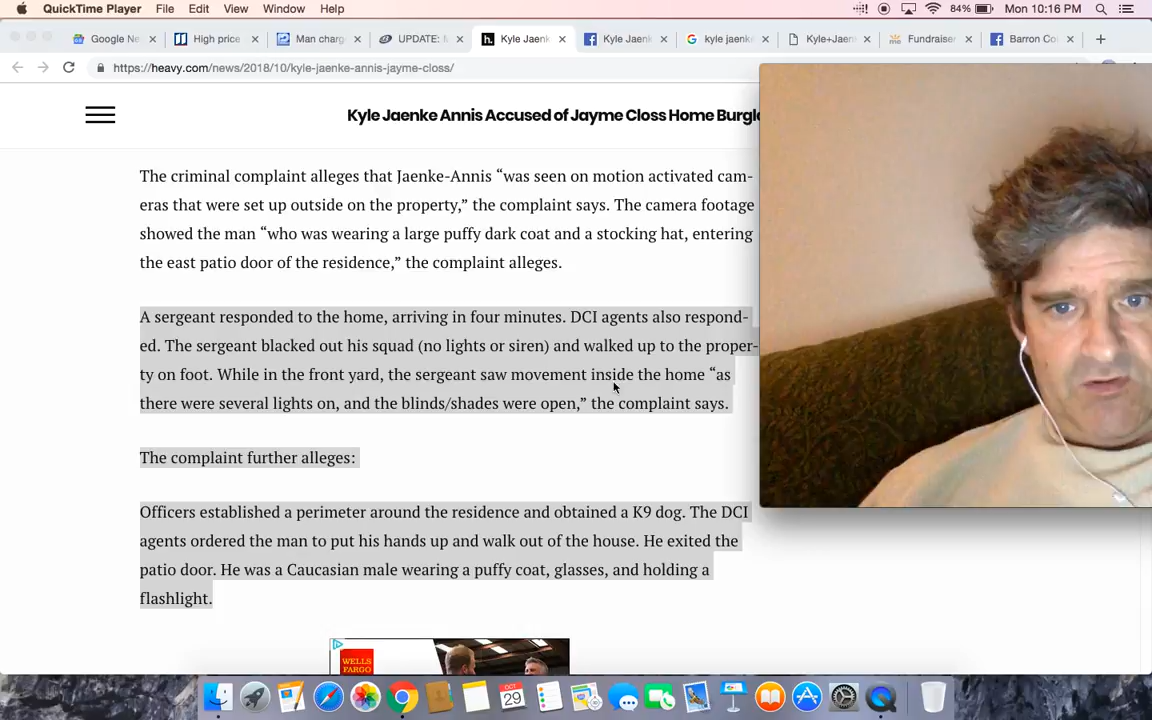 QuickTime Player File Edit View Window Help 84% Mon 10:16 PM
Google Ne High price Man charg UPDATE: M h. Kyle Jaenk Kyle Jaenk kyle jaenke Kyle+Jaen Fundraiser Barron Co
https://heavy.com/news/2018/10/kyle-jaenke-annis-jayme-closs/
Kyle Jaenke Annis Accused of Jayme Closs Home Burgl
The criminal complaint alleges that Jaenke-Annis “was seen on motion activated cam-
eras that were set up outside on the property,” the complaint says. The camera footage
showed the man “who was wearing a large puffy dark coat and a stocking hat, entering
the east patio door of the residence,” the complaint alleges.
A sergeant responded to the home, arriving in four minutes. DCI agents also respond-
ed. The sergeant blacked out his squad (no lights or siren) and walked up to the proper-
ty on foot. While in the front yard, the sergeant saw movement inside the home “as
there were several lights on, and the blinds/shades were open,” the complaint says.
The complaint further alleges:
Officers established a perimeter around the residence and obtained a K9 dog. The DCI
agents ordered the man to put his hands up and walk out of the house. He exited the
patio door. He was a Caucasian male wearing a puffy coat, glasses, and holding a
flashlight.
WELLS
FARGO
OCT
29